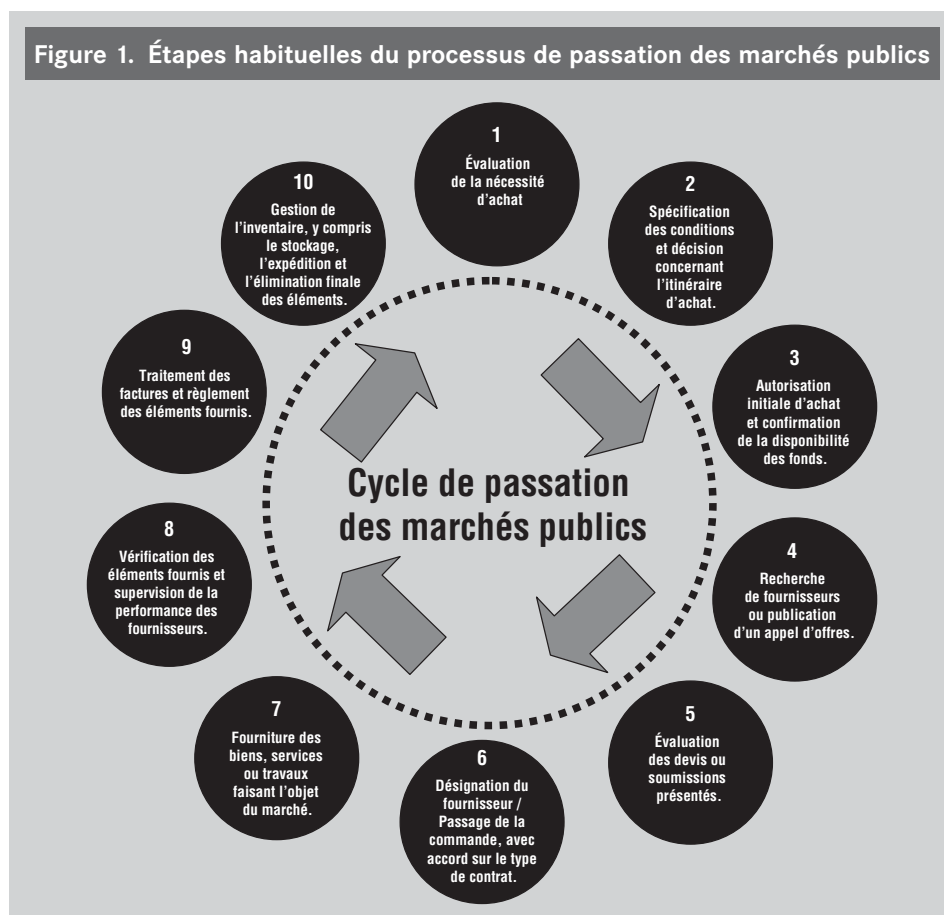 Figure 1. Étapes habituelles du processus de passation des marchés publics
1
Évaluation
de la nécessité
d’achat
2
Spécification
des conditions
et décision
concernant
l’itinéraire
d’achat.
3
Autorisation
initiale d’achat
et confirmation
de la disponibilité
des fonds.
4
Recherche
de fournisseurs
ou publication
d’un appel d’offres.
5
Évaluation
des devis ou
soumissions
présentés.
6
Désignation du
fournisseur /
Passage de la
commande, avec
accord sur le type
de contrat.
7
Fourniture des
biens, services
ou travaux
faisant l’objet
du marché.
8
Vérification des
éléments fournis et
supervision de la
performance des
fournisseurs.
9
Traitement des
factures et règlement
des éléments fournis.
10
Gestion de
l’inventaire, y compris
le stockage,
l’expédition et
l’élimination finale
des éléments.
Cycle de passation
des marchés publics